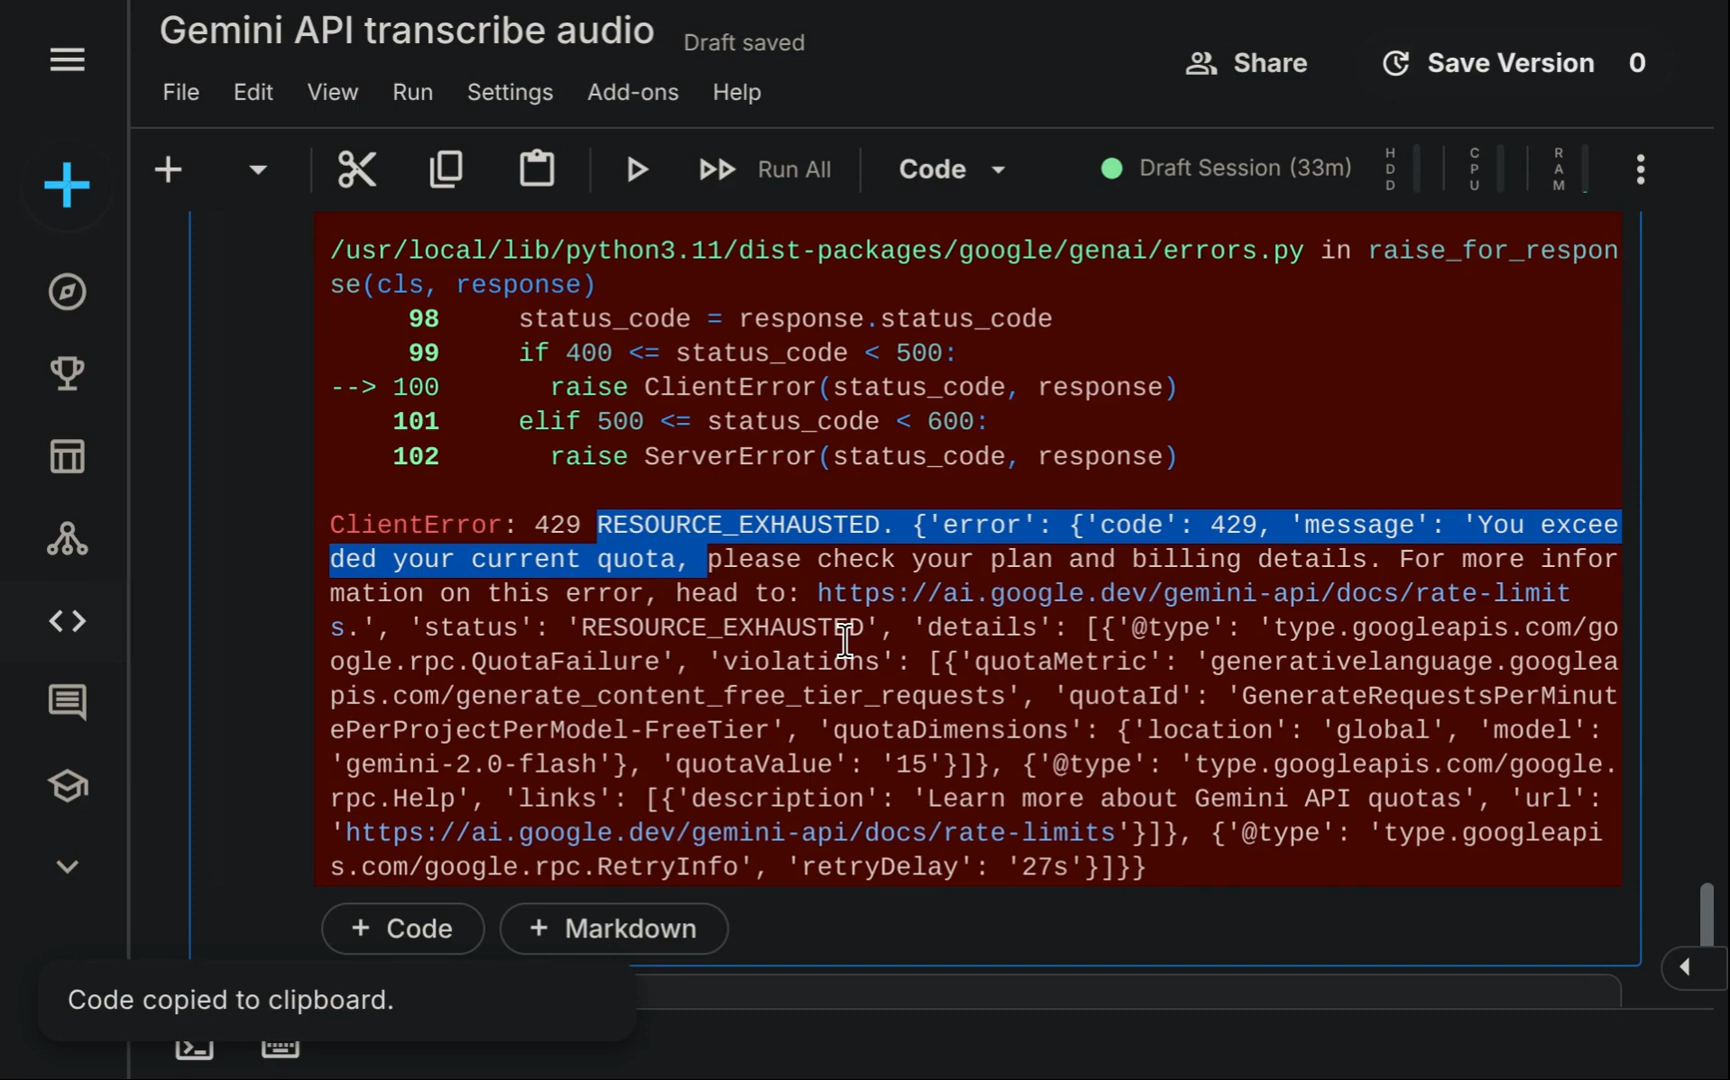 Gemini API transcribe audio
Draft saved
Share
Save Version 0
File Edit View Run Settings Add-ons Help
Run All
Code
Draft Session (33m)
HDD
CPU
RAM
/usr/local/lib/python3.11/dist-packages/google/genai/errors.py in raise_for_respon
se(cls, response)
98     status_code = response.status_code
99     if 400 <= status_code < 500:
--> 100       raise ClientError(status_code, response)
101     elif 500 <= status_code < 600:
102       raise ServerError(status_code, response)
ClientError: 429 RESOURCE_EXHAUSTED. {'error': {'code': 429, 'message': 'You excee
ded your current quota, please check your plan and billing details. For more infor
mation on this error, head to: https://ai.google.dev/gemini-api/docs/rate-limit
s.', 'status': 'RESOURCE_EXHAUSTED', 'details': [{'@type': 'type.googleapis.com/go
ogle.rpc.QuotaFailure', 'violations': [{'quotaMetric': 'generativelanguage.googlea
pis.com/generate_content_free_tier_requests', 'quotaId': 'GenerateRequestsPerMinut
ePerProjectPerModel-FreeTier', 'quotaDimensions': {'location': 'global', 'model':
'gemini-2.0-flash'}, 'quotaValue': '15'}]}, {'@type': 'type.googleapis.com/google.
rpc.Help', 'links': [{'description': 'Learn more about Gemini API quotas', 'url':
'https://ai.google.dev/gemini-api/docs/rate-limits'}]}, {'@type': 'type.googleapi
s.com/google.rpc.RetryInfo', 'retryDelay': '27s'}]}}
+ Code
+ Markdown
Code copied to clipboard.